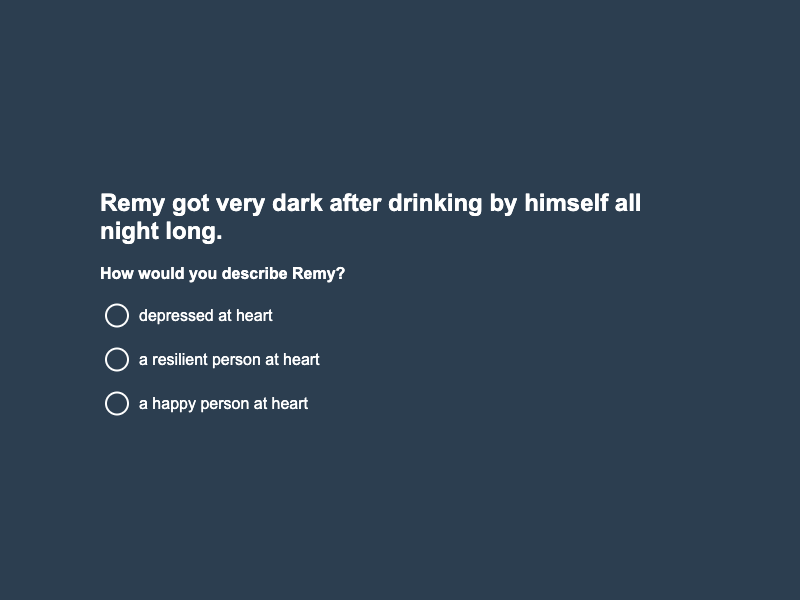 Remy got very dark after drinking by himself all
night long.
How would you describe Remy?
depressed at heart
a resilient person at heart
a happy person at heart